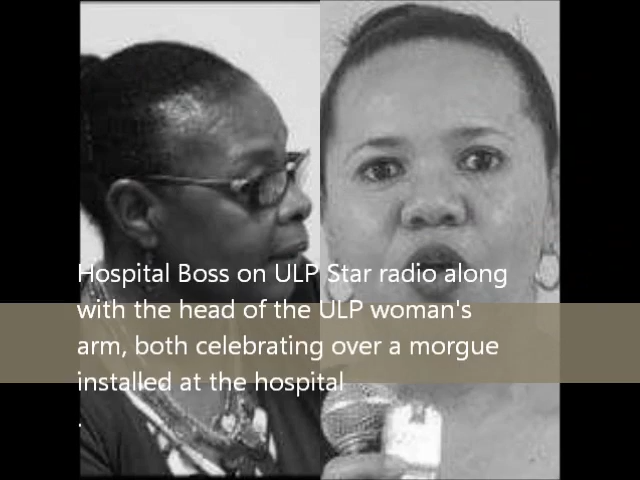 Hospital Boss on ULP Star radio along
with the head of the ULP woman's
arm, both celebrating over a morgue
installed at the hospital
.